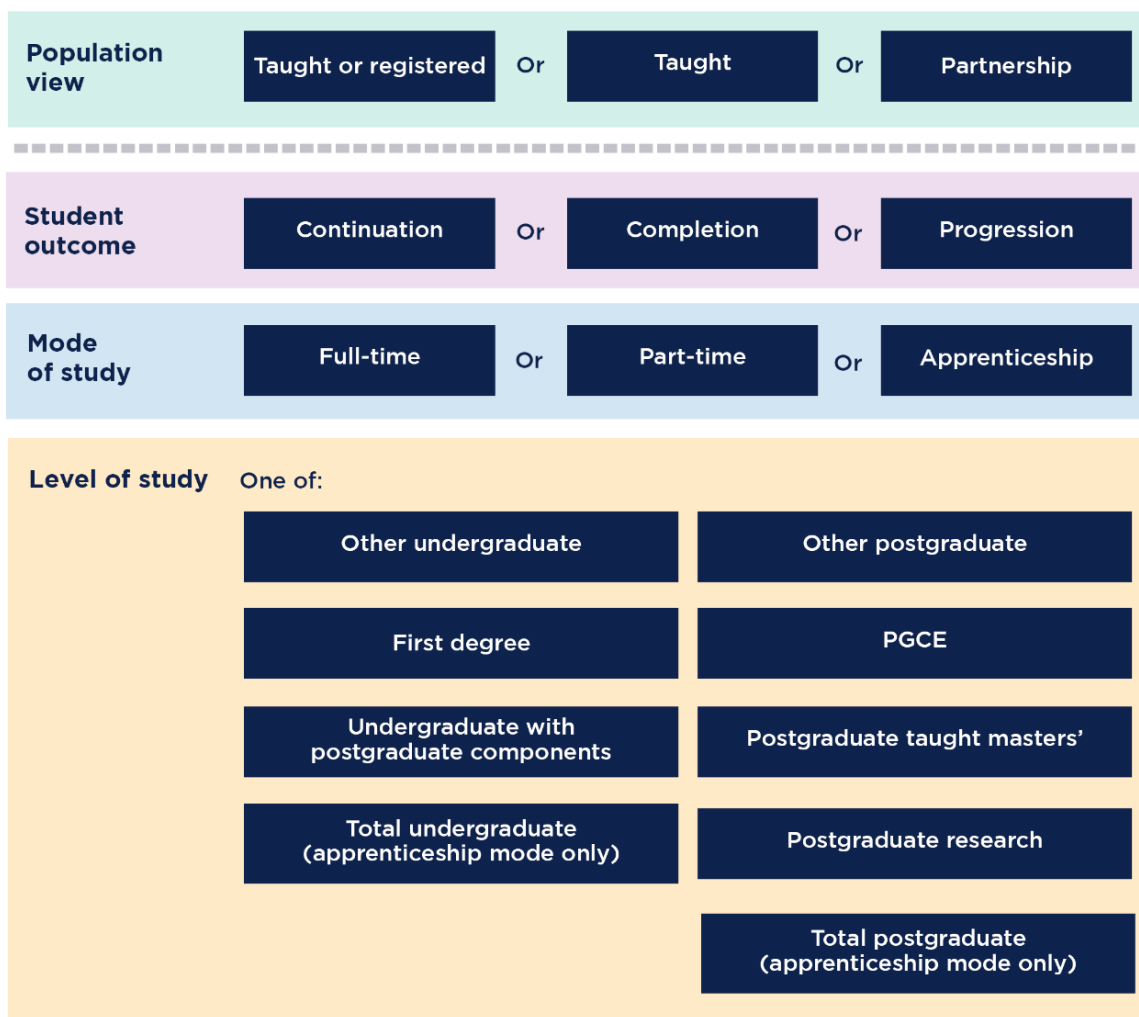 Population
view
Taught or registered
Or
Taught
Or
Partnership
Student
outcome
Continuation
Or
Completion
Or
Progression
Mode
of study
Full-time
Or
Part-time
Or
Apprenticeship
Level of study
One of:
Other undergraduate
Other postgraduate
First degree
PGCE
Undergraduate with
postgraduate components
Postgraduate taught masters’
Total undergraduate
(apprenticeship mode only)
Postgraduate research
Total postgraduate
(apprenticeship mode only)